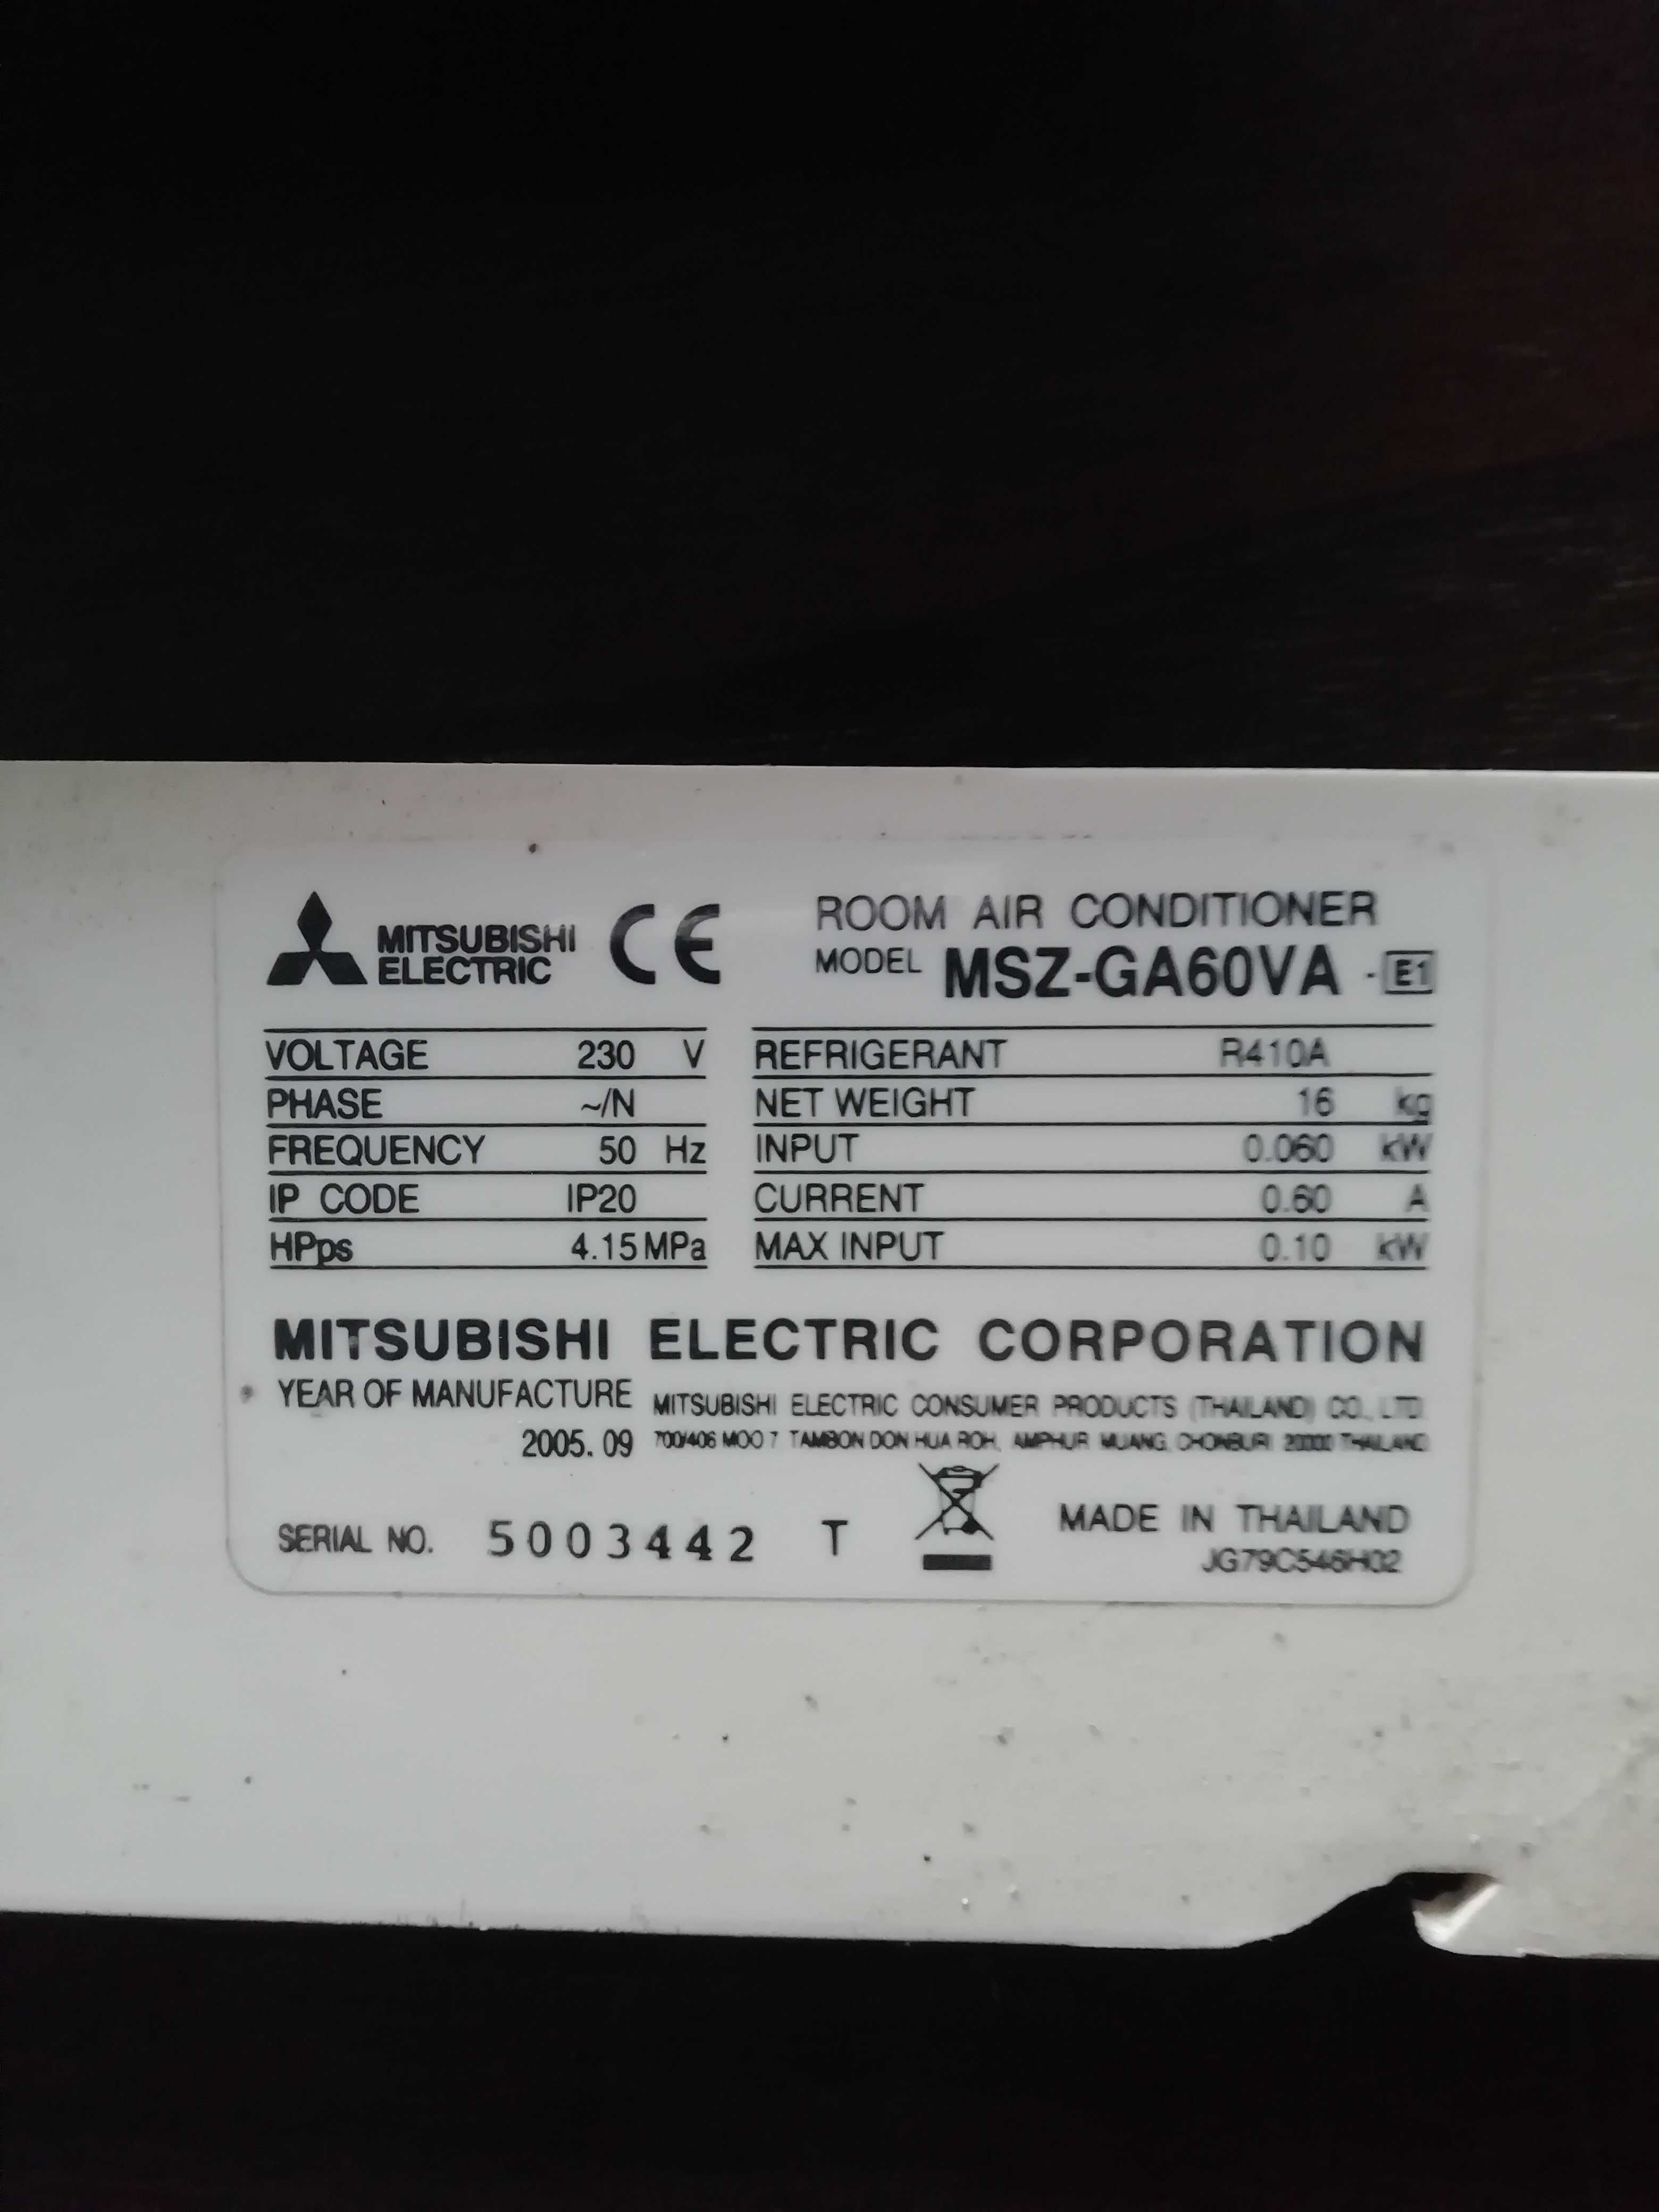 MITSUBISHI
ELECTRIC
CE
ROOM AIR CONDITIONER
MODEL MSZ-GA60VA - E1
VOLTAGE 230 V
PHASE ~/N
FREQUENCY 50 Hz
IP CODE IP20
HPps 4.15 MPa
REFRIGERANT R410A
NET WEIGHT 16 kg
INPUT 0.060 kW
CURRENT 0.60 A
MAX INPUT 0.10 kW
MITSUBISHI ELECTRIC CORPORATION
YEAR OF MANUFACTURE
2005. 09
MITSUBISHI ELECTRIC CONSUMER PRODUCTS (THAILAND) CO., LTD
700/406 MOO 7 TAMBON DON HUA ROH, AMPHUR MUANG, CHONBURI 20000 THAILAND
SERIAL NO. 5003442 T
MADE IN THAILAND
JG79C546H02